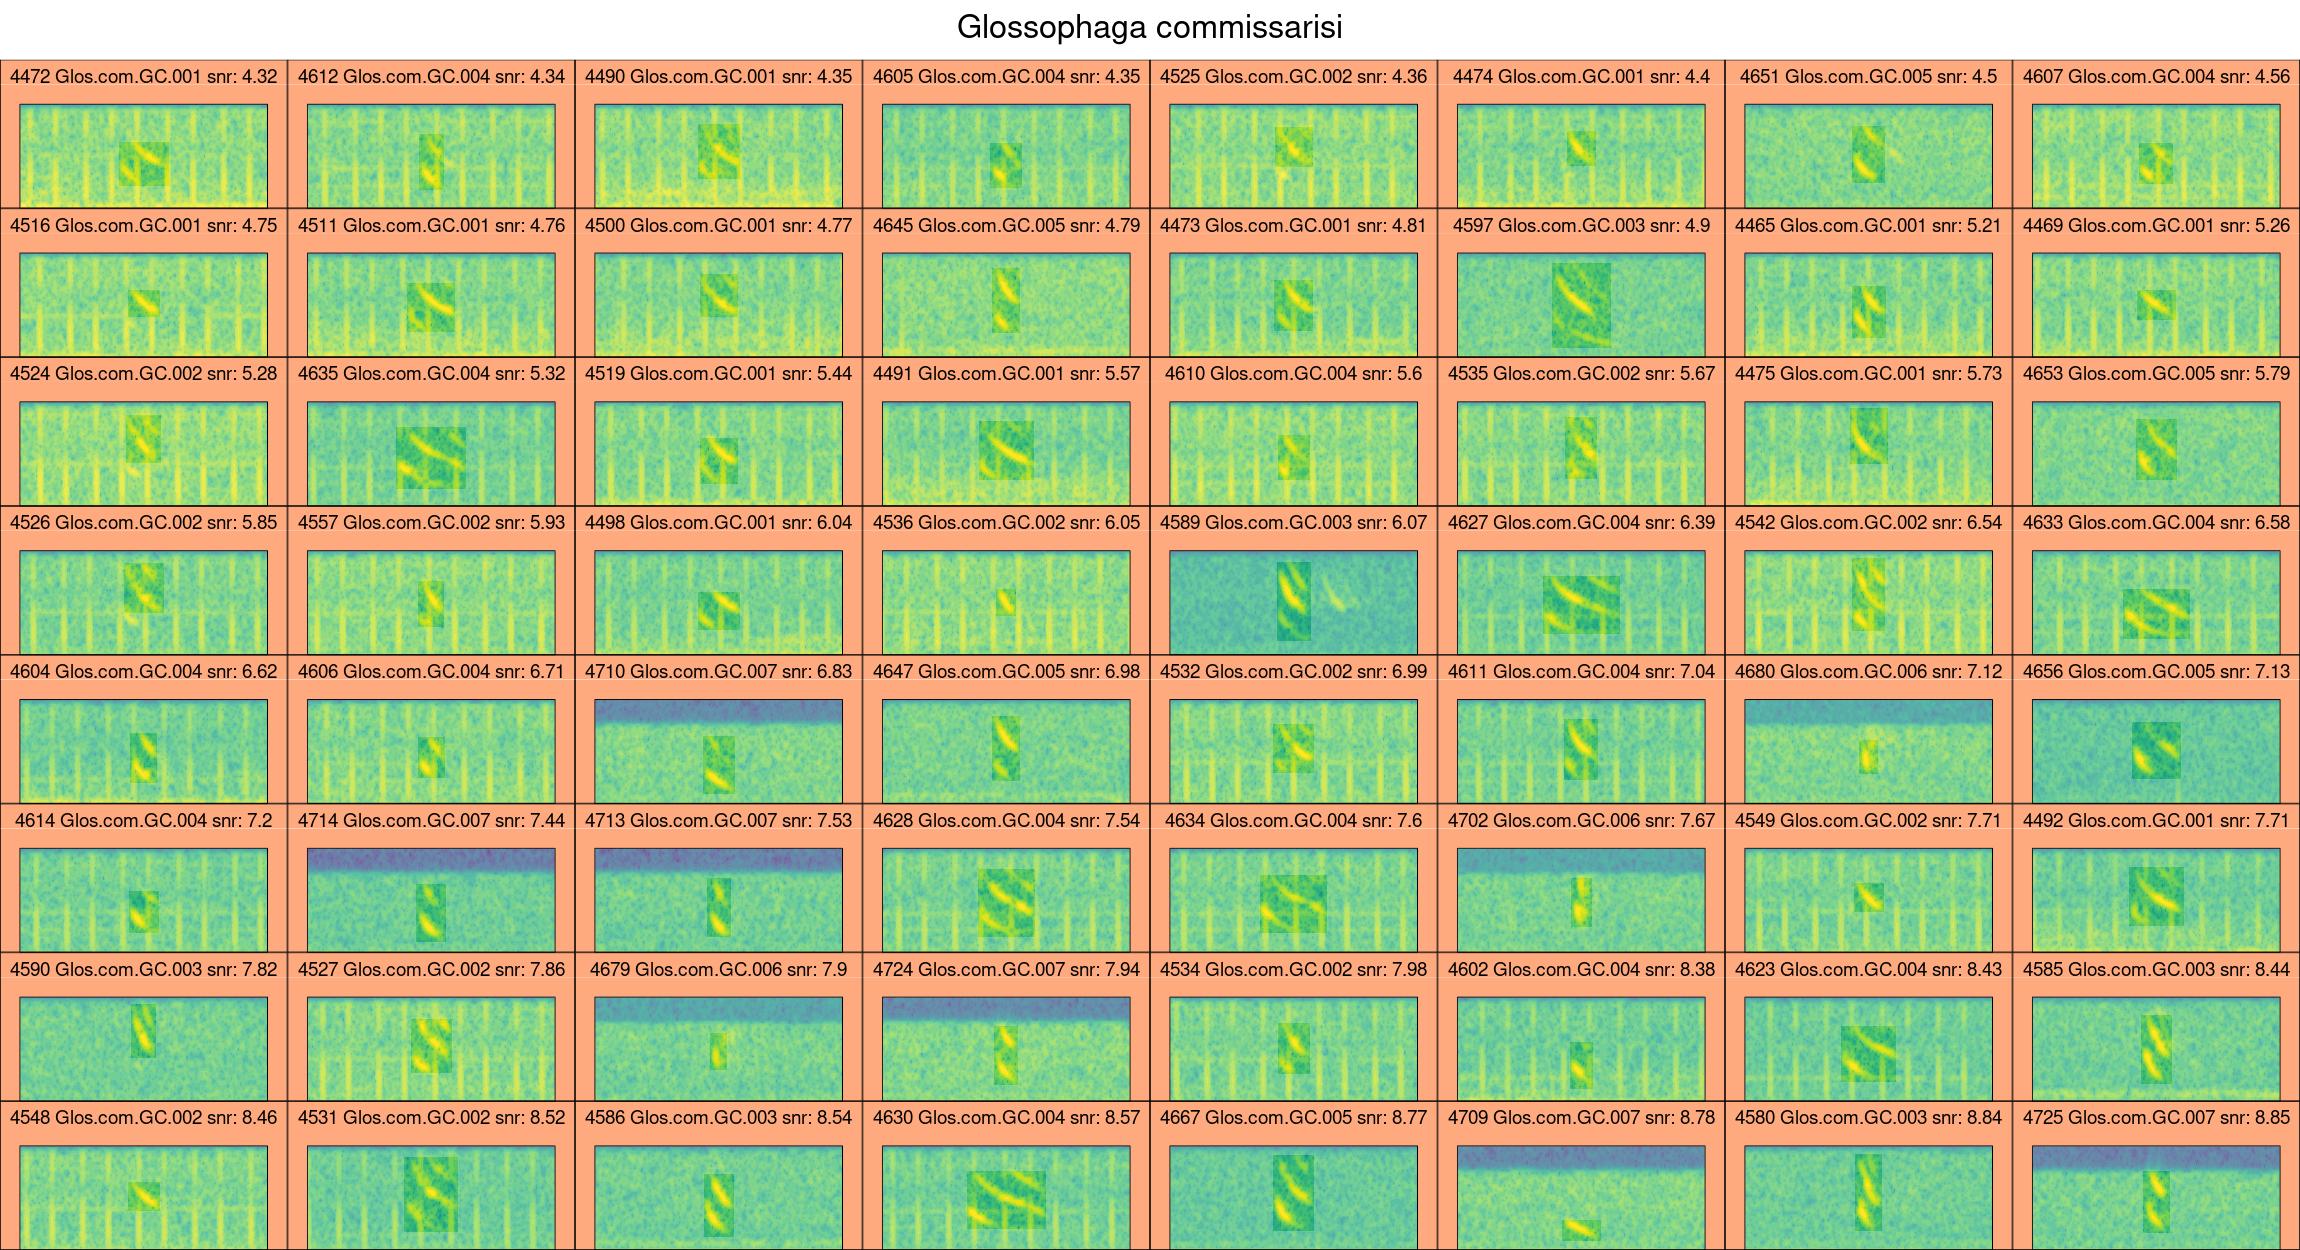 Glossophaga commissarisi
4472 Glos.com.GC.001 snr: 4.32 4612 Glos.com.GC.004 snr: 4.34 4490 Glos.com.GC.001 snr: 4.35 4605 Glos.com.GC.004 snr: 4.35 4525 Glos.com.GC.002 snr: 4.36 4474 Glos.com.GC.001 snr: 4.4 4651 Glos.com.GC.005 snr: 4.5 4607 Glos.com.GC.004 snr: 4.56
4516 Glos.com.GC.001 snr: 4.75 4511 Glos.com.GC.001 snr: 4.76 4500 Glos.com.GC.001 snr: 4.77 4645 Glos.com.GC.005 snr: 4.79 4473 Glos.com.GC.001 snr: 4.81 4597 Glos.com.GC.003 snr: 4.9 4465 Glos.com.GC.001 snr: 5.21 4469 Glos.com.GC.001 snr: 5.26
4524 Glos.com.GC.002 snr: 5.28 4635 Glos.com.GC.004 snr: 5.32 4519 Glos.com.GC.001 snr: 5.44 4491 Glos.com.GC.001 snr: 5.57 4610 Glos.com.GC.004 snr: 5.6 4535 Glos.com.GC.002 snr: 5.67 4475 Glos.com.GC.001 snr: 5.73 4653 Glos.com.GC.005 snr: 5.79
4526 Glos.com.GC.002 snr: 5.85 4557 Glos.com.GC.002 snr: 5.93 4498 Glos.com.GC.001 snr: 6.04 4536 Glos.com.GC.002 snr: 6.05 4589 Glos.com.GC.003 snr: 6.07 4627 Glos.com.GC.004 snr: 6.39 4542 Glos.com.GC.002 snr: 6.54 4633 Glos.com.GC.004 snr: 6.58
4604 Glos.com.GC.004 snr: 6.62 4606 Glos.com.GC.004 snr: 6.71 4710 Glos.com.GC.007 snr: 6.83 4647 Glos.com.GC.005 snr: 6.98 4532 Glos.com.GC.002 snr: 6.99 4611 Glos.com.GC.004 snr: 7.04 4680 Glos.com.GC.006 snr: 7.12 4656 Glos.com.GC.005 snr: 7.13
4614 Glos.com.GC.004 snr: 7.2 4714 Glos.com.GC.007 snr: 7.44 4713 Glos.com.GC.007 snr: 7.53 4628 Glos.com.GC.004 snr: 7.54 4634 Glos.com.GC.004 snr: 7.6 4702 Glos.com.GC.006 snr: 7.67 4549 Glos.com.GC.002 snr: 7.71 4492 Glos.com.GC.001 snr: 7.71
4590 Glos.com.GC.003 snr: 7.82 4527 Glos.com.GC.002 snr: 7.86 4679 Glos.com.GC.006 snr: 7.9 4724 Glos.com.GC.007 snr: 7.94 4534 Glos.com.GC.002 snr: 7.98 4602 Glos.com.GC.004 snr: 8.38 4623 Glos.com.GC.004 snr: 8.43 4585 Glos.com.GC.003 snr: 8.44
4548 Glos.com.GC.002 snr: 8.46 4531 Glos.com.GC.002 snr: 8.52 4586 Glos.com.GC.003 snr: 8.54 4630 Glos.com.GC.004 snr: 8.57 4667 Glos.com.GC.005 snr: 8.77 4709 Glos.com.GC.007 snr: 8.78 4580 Glos.com.GC.003 snr: 8.84 4725 Glos.com.GC.007 snr: 8.85